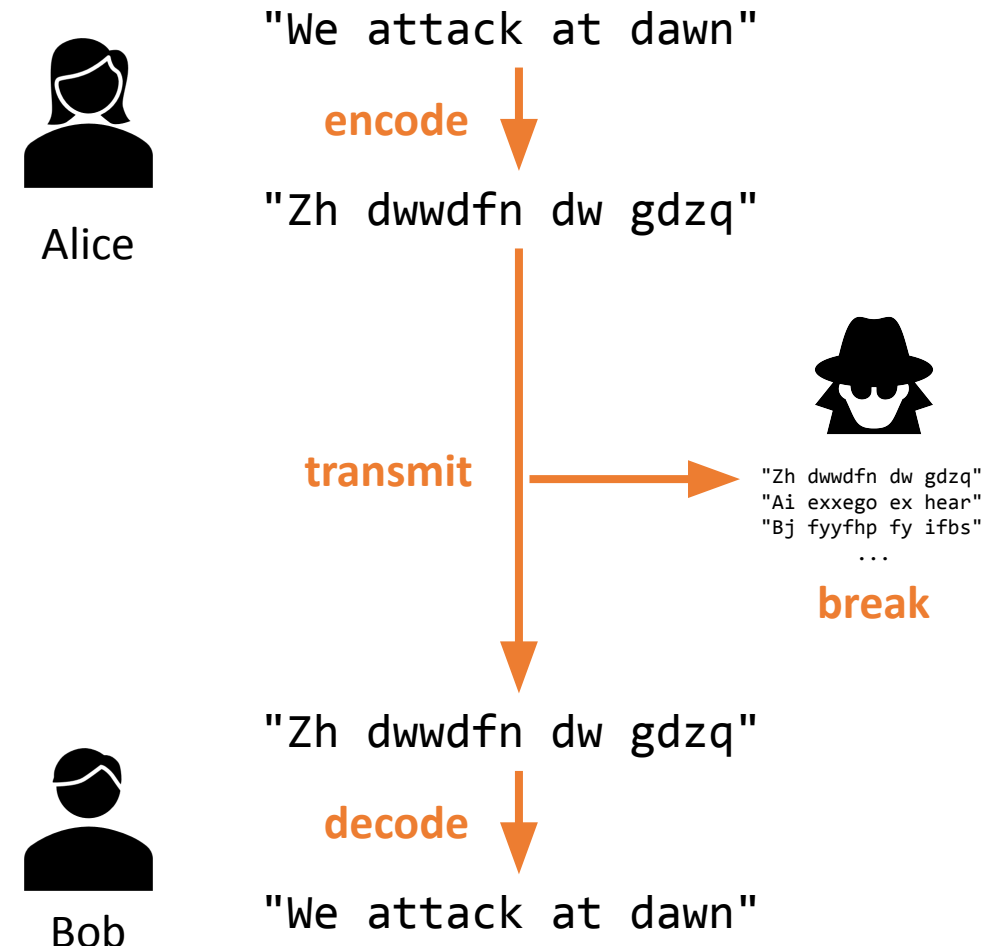 "We attack at dawn"
encode
"Zh dwwdfn dw gdzq"
Alice
transmit
"Zh dwwdfn dw gdzq"
"Ai exxego ex hear"
"Bj fyyfhp fy ifbs"
...
break
"Zh dwwdfn dw gdzq"
decode
"We attack at dawn"
Bob